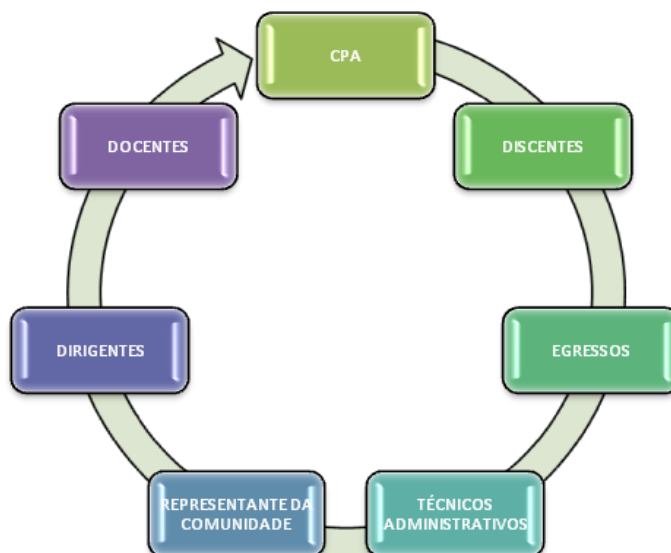 CPA
DISCENTES
EGRESSOS
TÉCNICOS
ADMINISTRATIVOS
REPRESENTANTE DA
COMUNIDADE
DIRIGENTES
DOCENTES